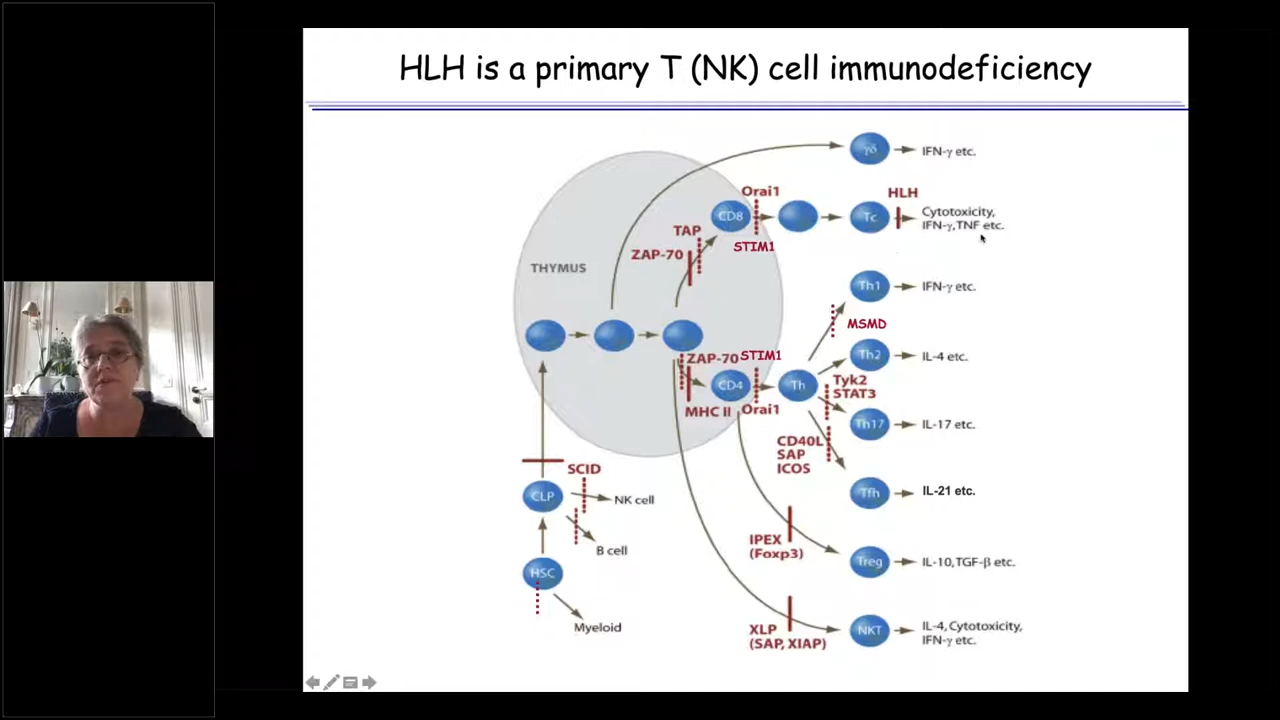 HLH is a primary T (NK) cell immunodeficiency
γδ
IFN-γ etc.
Orai1
HLH
CD8
Tc
Cytotoxicity,
IFN-γ, TNF etc.
TAP
STIM1
ZAP-70
THYMUS
Th1
IFN-γ etc.
MSMD
ZAP-70
STIM1
Th2
IL-4 etc.
CD4
Th
Tyk2
STAT3
MHC II
Orai1
Th17
IL-17 etc.
CD40L
SAP
ICOS
SCID
CLP
NK cell
Tfh
IL-21 etc.
B cell
IPEX
(Foxp3)
HSC
Treg
IL-10, TGF-β etc.
Myeloid
XLP
(SAP, XIAP)
NKT
IL-4, Cytotoxicity,
IFN-γ etc.